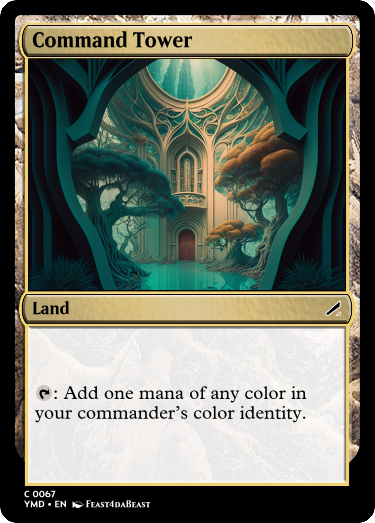 Command Tower
Land
: Add one mana of any color in
your commander's color identity.
C 0067
YMD • EN Feast4daBeast